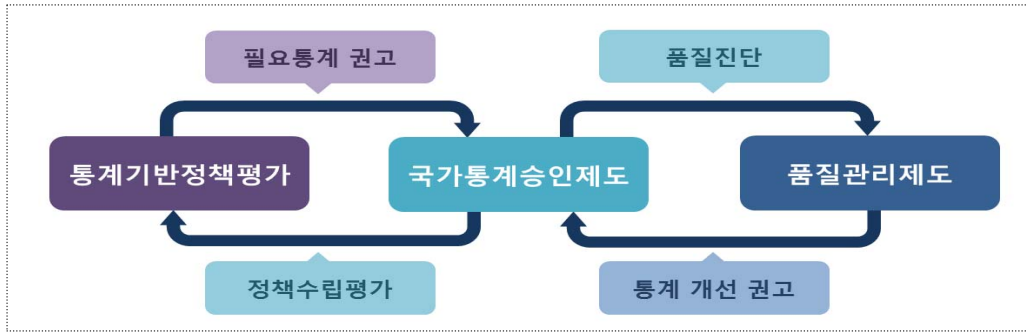 필요통계 권고
품질진단
통계기반정책평가
국가통계승인제도
품질관리제도
정책수립평가
통계 개선 권고